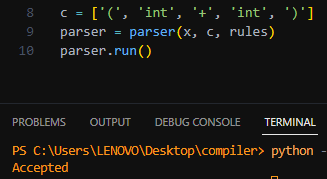 8 c = ['(', 'int', '+', 'int', ')']
9 parser = parser(x, c, rules)
10 parser.run()
PROBLEMS OUTPUT DEBUG CONSOLE TERMINAL
PS C:\Users\LENOVO\Desktop\compiler> python -
Accepted